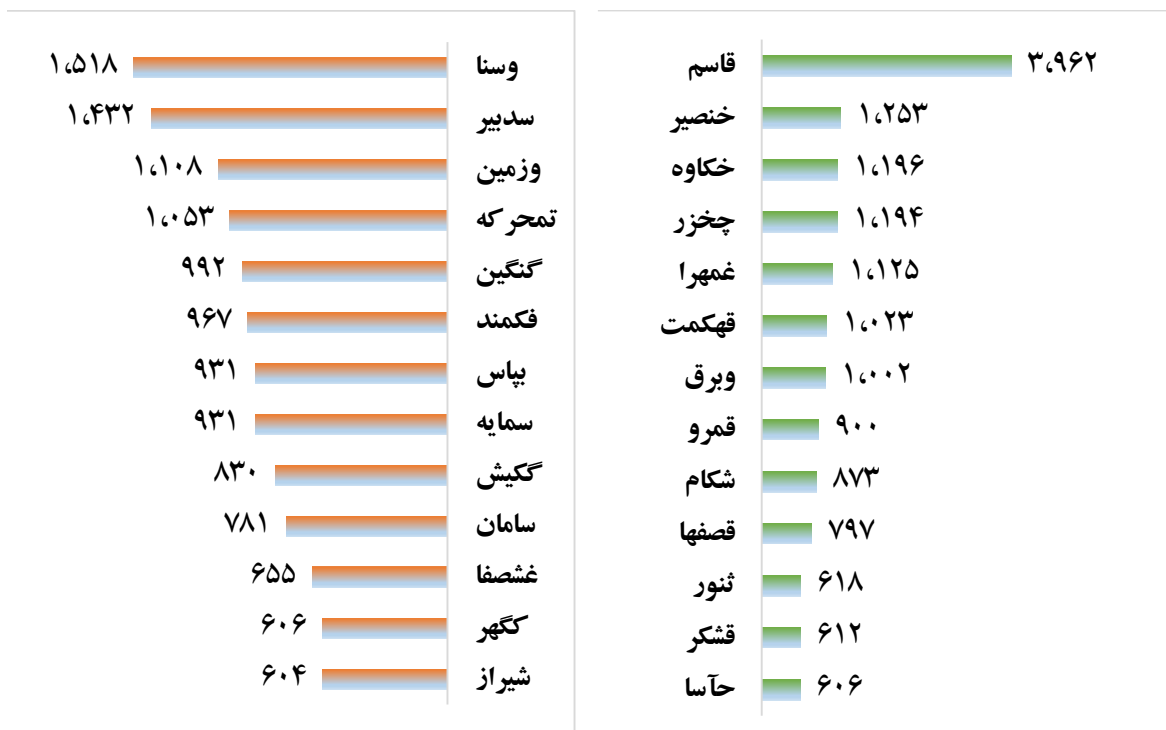 قاسم ۳،۹۶۲
خنصیر ۱،۲۵۳
خکاوه ۱،۱۹۶
چخزر ۱،۱۹۴
غمهرا ۱،۱۲۵
قهکمت ۱،۰۲۳
وبرق ۱،۰۰۲
قمرو ۹۰۰
شکام ۸۷۳
قصفها ۷۹۷
ثنور ۶۱۸
قشکر ۶۱۲
حآسا ۶۰۶
وسنا ۱،۵۱۸
سدبیر ۱،۴۳۲
وزمین ۱،۱۰۸
تمحرکه ۱،۰۵۳
گنگین ۹۹۲
فکمند ۹۶۷
بپاس ۹۳۱
سمایه ۹۳۱
گکیش ۸۳۰
سامان ۷۸۱
غشصفا ۶۵۵
کگهر ۶۰۶
شیراز ۶۰۴